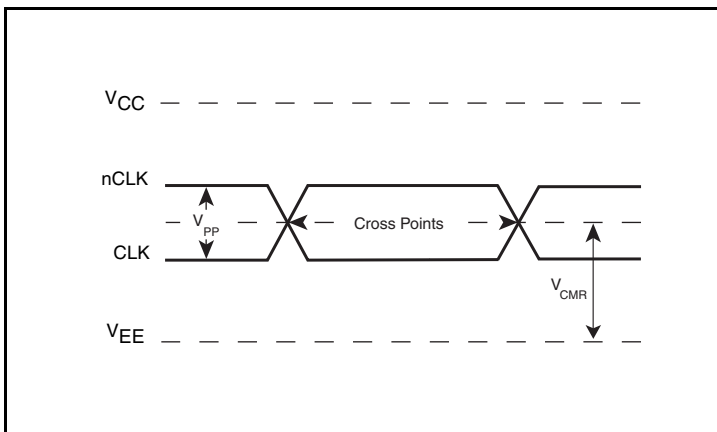 VCC
nCLK
VPP
Cross Points
CLK
VCMR
VEE